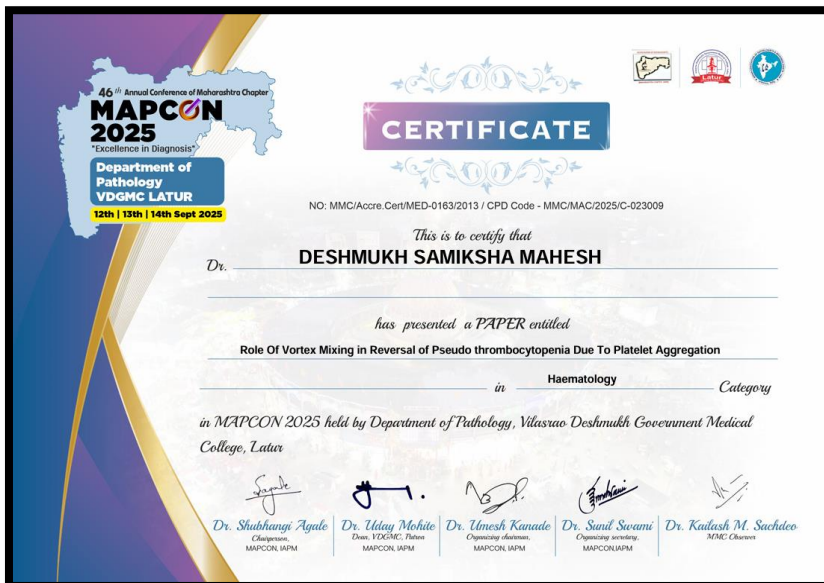 46th Annual Conference of Maharashtra Chapter
MAPCON
2025
"Excellence in Diagnosis"
Department of
Pathology
VDGMC LATUR
12th | 13th | 14th Sept 2025
Latur
CERTIFICATE
NO: MMC/Accre.Cert/MED-0163/2013 / CPD Code - MMC/MAC/2025/C-023009
This is to certify that
Dr. DESHMUKH SAMIKSHA MAHESH
has presented a PAPER entitled
Role Of Vortex Mixing in Reversal of Pseudo thrombocytopenia Due To Platelet Aggregation
in Haematology Category
in MAPCON 2025 held by Department of Pathology, Vilasrao Deshmukh Government Medical
College, Latur
Dr. Shubhangi Agale
Chairperson,
MAPCON, IAPM
Dr. Uday Mohite
Dean, VDGMC, Patron
MAPCON, IAPM
Dr. Umesh Kanade
Organizing chairman,
MAPCON, IAPM
Dr. Sunil Swami
Organizing secretary,
MAPCON,IAPM
Dr. Kailash M. Sachdeo
MMC Observer